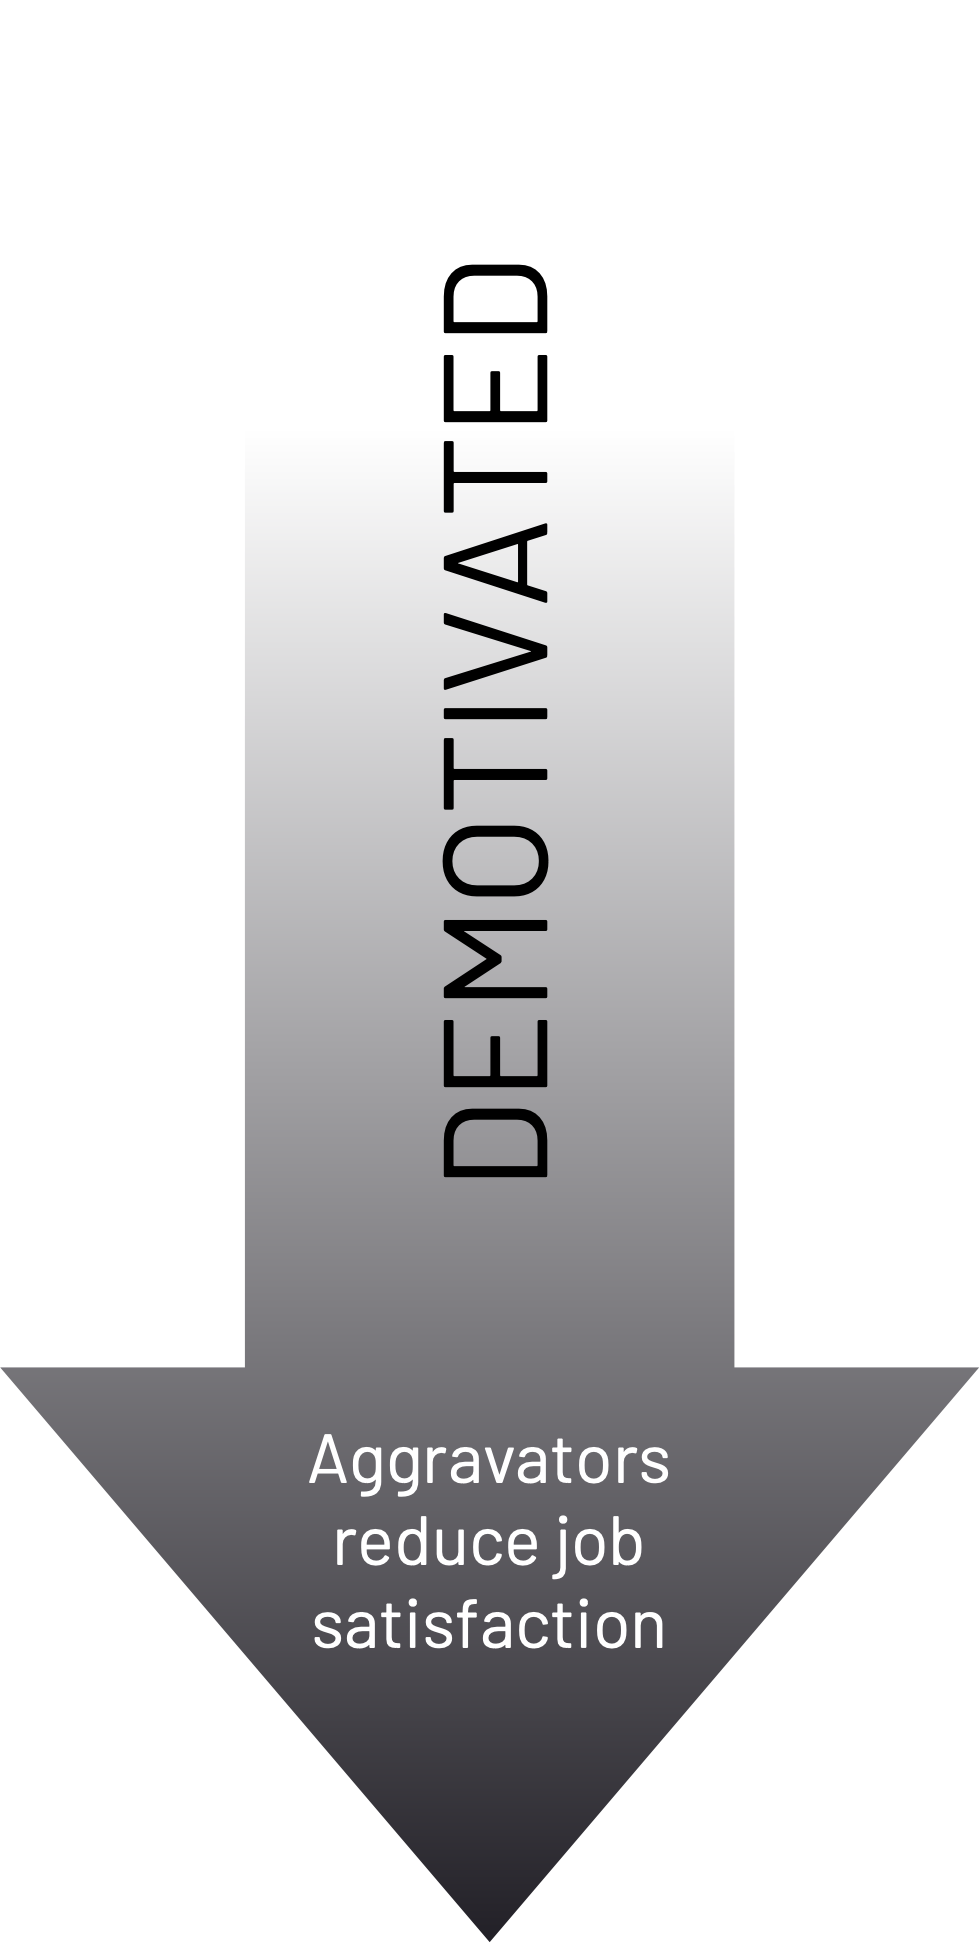 DEMOTIVATED
Aggravators
reduce job
satisfaction